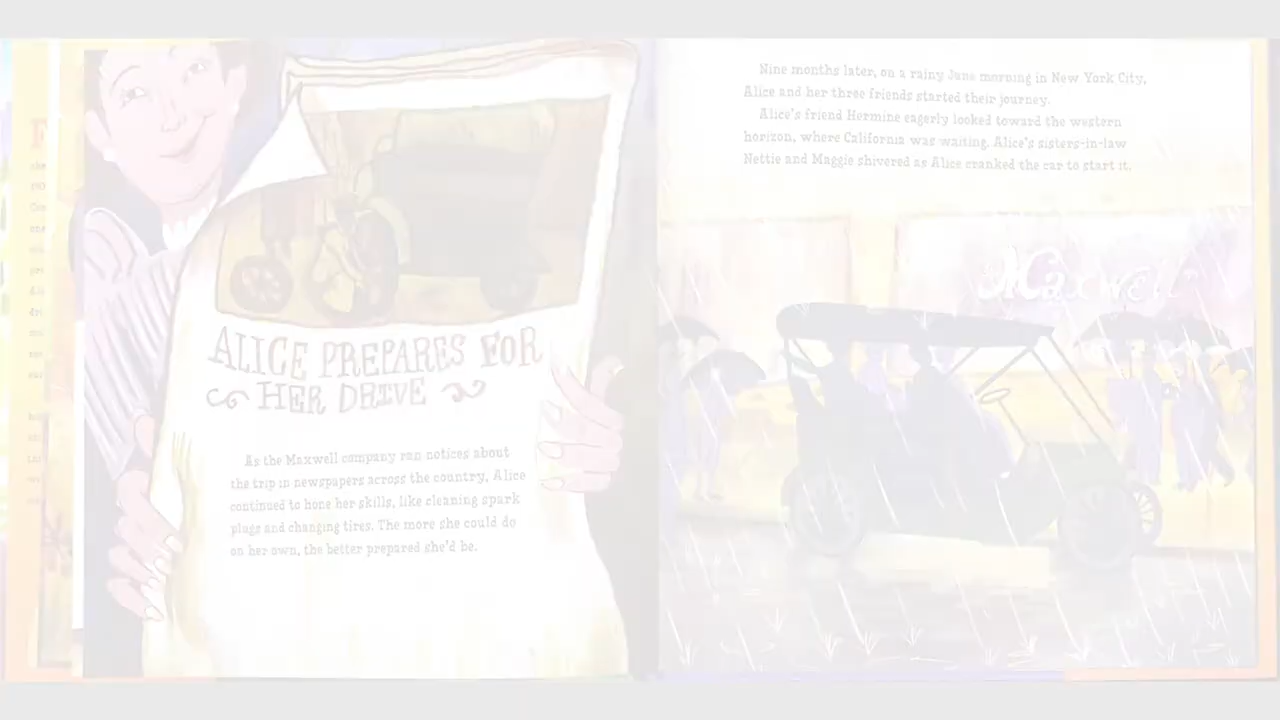 ALICE PREPARES FOR
HER DRIVE
As the Maxwell company ran notices about
the trip in newspapers across the country, Alice
continued to hone her skills, like cleaning spark
plugs and changing tires. The more she could do
on her own, the better prepared she'd be.
Nine months later, on a rainy June morning in New York City,
Alice and her three friends started their journey.
Alice's friend Hermine eagerly looked toward the western
horizon, where California was waiting. Alice's sisters-in-law
Nettie and Maggie shivered as Alice cranked the car to start it.
Maxwell